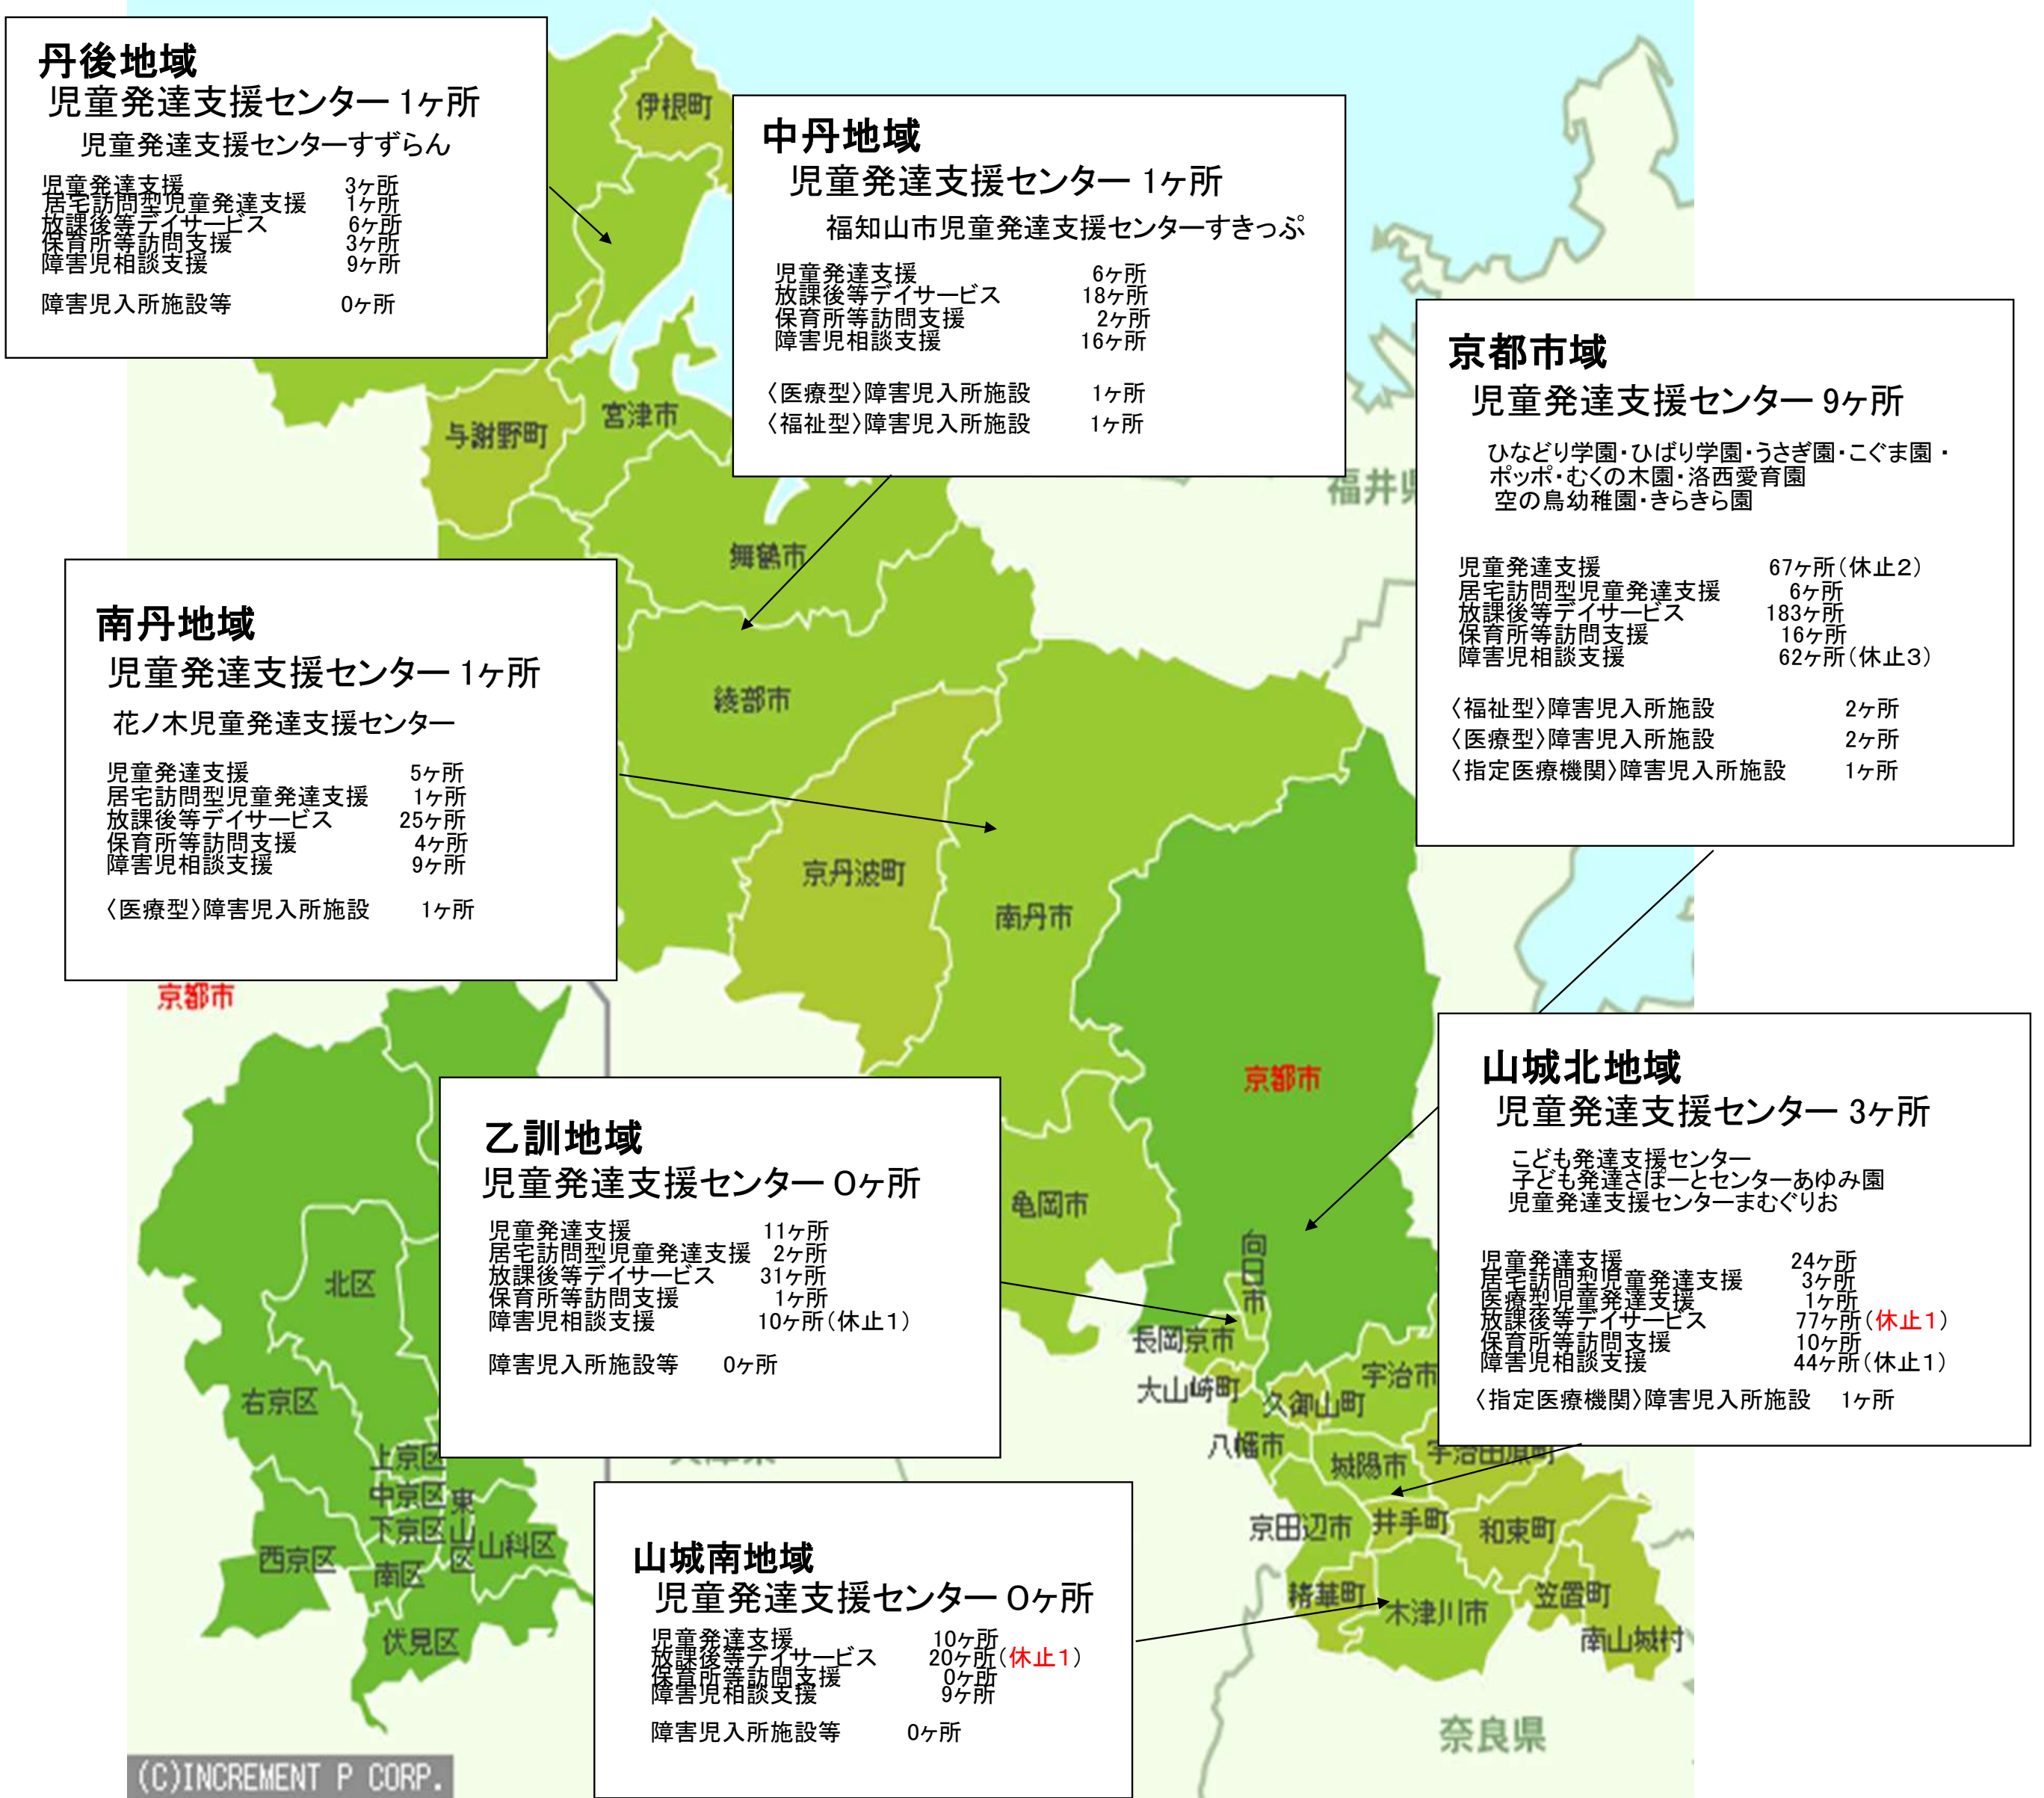 丹後地域
児童発達支援センター 1ヶ所
児童発達支援センターすずらん
児童発達支援 3ヶ所
居宅訪問型児童発達支援 1ヶ所
放課後等デイサービス 6ヶ所
保育所等訪問支援 3ヶ所
障害児相談支援 9ヶ所
障害児入所施設等 0ヶ所
伊根町
中丹地域
児童発達支援センター 1ヶ所
福知山市児童発達支援センターすきっぷ
児童発達支援 6ヶ所
放課後等デイサービス 18ヶ所
保育所等訪問支援 2ヶ所
障害児相談支援 16ヶ所
〈医療型〉障害児入所施設 1ヶ所
〈福祉型〉障害児入所施設 1ヶ所
京都市域
児童発達支援センター 9ヶ所
ひなどり学園・ひばり学園・うさぎ園・こぐま園・
ポッポ・むくの木園・洛西愛育園
空の鳥幼稚園・きらきら園
児童発達支援 67ヶ所(休止2)
居宅訪問型児童発達支援 6ヶ所
放課後等デイサービス 183ヶ所
保育所等訪問支援 16ヶ所
障害児相談支援 62ヶ所(休止3)
〈福祉型〉障害児入所施設 2ヶ所
〈医療型〉障害児入所施設 2ヶ所
〈指定医療機関〉障害児入所施設 1ヶ所
与謝野町
宮津市
福井県
舞鶴市
南丹地域
児童発達支援センター 1ヶ所
花ノ木児童発達支援センター
児童発達支援 5ヶ所
居宅訪問型児童発達支援 1ヶ所
放課後等デイサービス 25ヶ所
保育所等訪問支援 4ヶ所
障害児相談支援 9ヶ所
〈医療型〉障害児入所施設 1ヶ所
綾部市
京丹波町
南丹市
京都市
京都市
亀岡市
乙訓地域
児童発達支援センター 0ヶ所
児童発達支援 11ヶ所
居宅訪問型児童発達支援 2ヶ所
放課後等デイサービス 31ヶ所
保育所等訪問支援 1ヶ所
障害児相談支援 10ヶ所(休止1)
障害児入所施設等 0ヶ所
山城北地域
児童発達支援センター 3ヶ所
こども発達支援センター
子ども発達さぽーとセンターあゆみ園
児童発達支援センターまむぐりお
児童発達支援 24ヶ所
居宅訪問型児童発達支援 3ヶ所
医療型児童発達支援 1ヶ所
放課後等デイサービス 77ヶ所(休止1)
保育所等訪問支援 10ヶ所
障害児相談支援 44ヶ所(休止1)
〈指定医療機関〉障害児入所施設 1ヶ所
北区
右京区
上京区
中京区
下京区
東山区
山科区
西京区
南区
伏見区
向日市
長岡京市
大山崎町
久御山町
宇治市
八幡市
城陽市
宇治田原町
京田辺市
井手町
和束町
精華町
木津川市
笠置町
南山城村
奈良県
山城南地域
児童発達支援センター 0ヶ所
児童発達支援 10ヶ所
放課後等デイサービス 20ヶ所(休止1)
保育所等訪問支援 0ヶ所
障害児相談支援 9ヶ所
障害児入所施設等 0ヶ所
(C)INCREMENT P CORP.